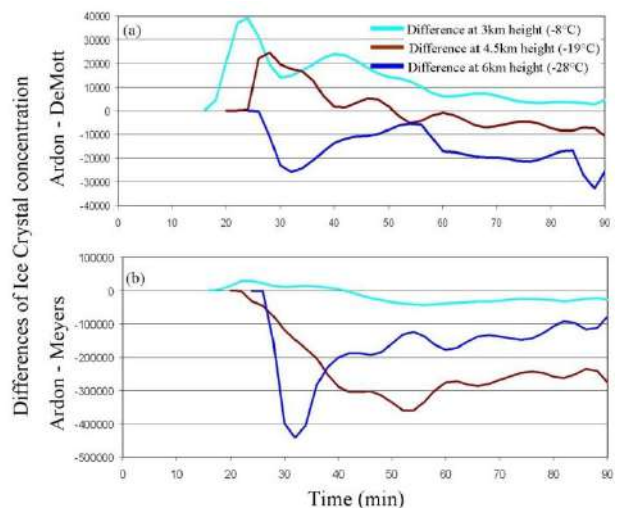 Differences of Ice Crystal concentration
Ardon - DeMott
40000
30000
20000
10000
0
-10000
-20000
-30000
-40000
(a)
Difference at 3km height (-8°C)
Difference at 4.5km height (-19°C)
Difference at 6km height (-28°C)
0 10 20 30 40 50 60 70 80 90
Ardon - Meyers
100000
0
-100000
-200000
-300000
-400000
-500000
(b)
0 10 20 30 40 50 60 70 80 90
Time (min)